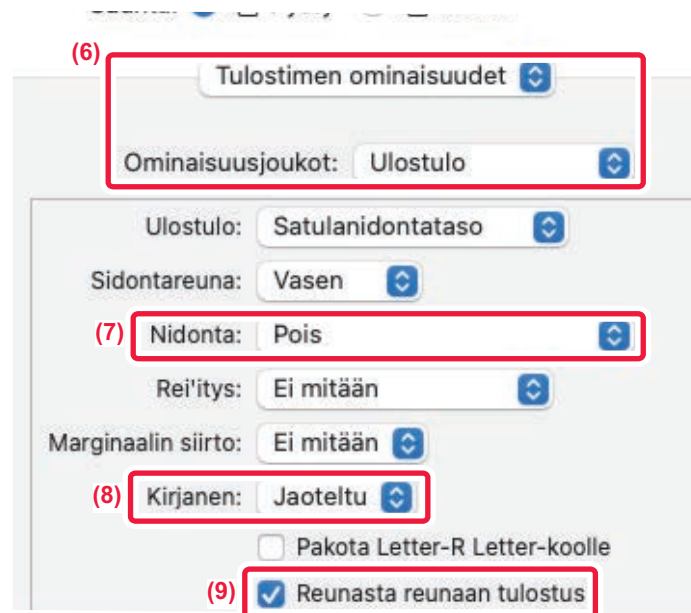 (6)
Tulostimen ominaisuudet
Ominaisuusjoukot: Ulostulo
Ulostulo: Satulanidontataso
Sidontareuna: Vasen
(7) Nidonta: Pois
Rei'itys: Ei mitään
Marginaalin siirto: Ei mitään
(8) Kirjanen: Jaoteltu
Pakota Letter-R Letter-koolle
(9) Reunasta reunaan tulostus